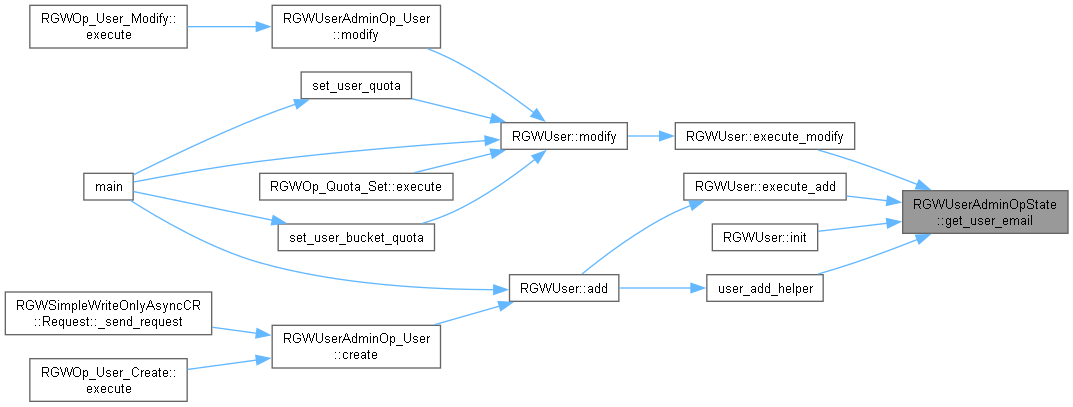 RGWOp_User_Modify::
execute
RGWUserAdminOp_User
::modify
set_user_quota
RGWUser::modify
RGWUser::execute_modify
main
RGWOp_Quota_Set::execute
RGWUser::execute_add
RGWUserAdminOpState
::get_user_email
set_user_bucket_quota
RGWUser::init
RGWUser::add
user_add_helper
RGWSimpleWriteOnlyAsyncCR
::Request::_send_request
RGWUserAdminOp_User
::create
RGWOp_User_Create::
execute